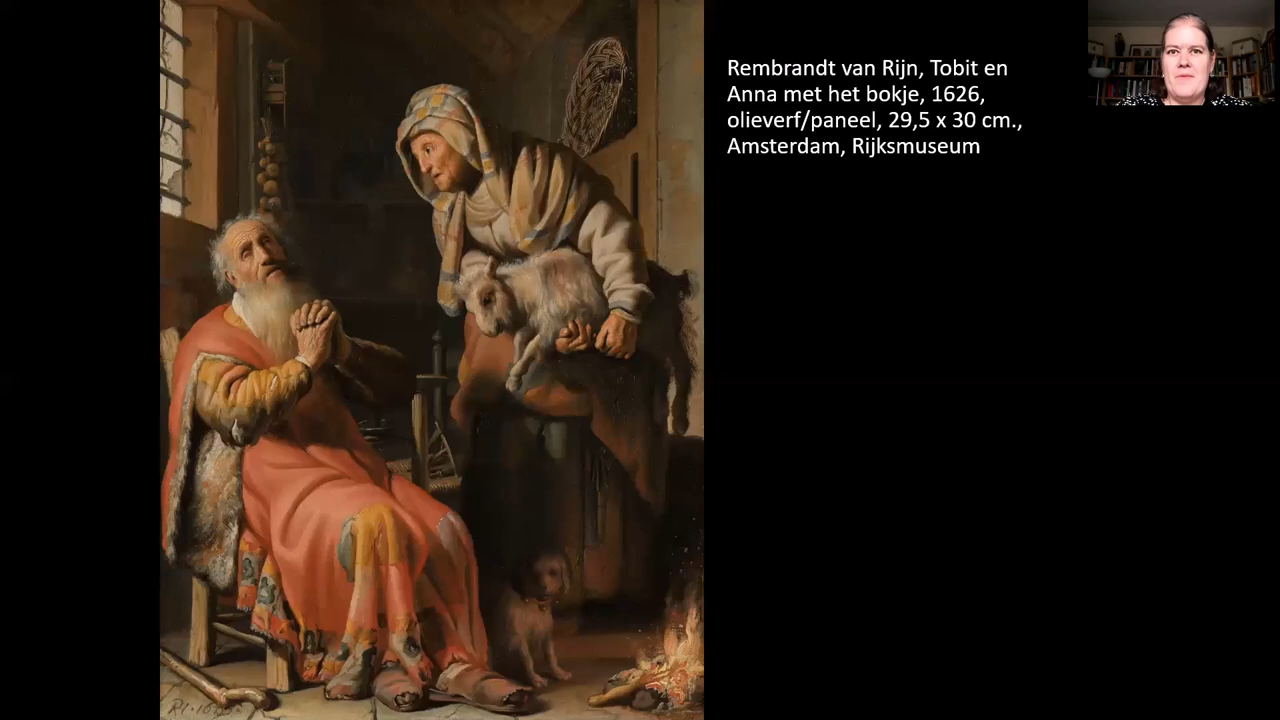 Rembrandt van Rijn, Tobit en
Anna met het bokje, 1626,
olieverf/paneel, 29,5 x 30 cm.,
Amsterdam, Rijksmuseum